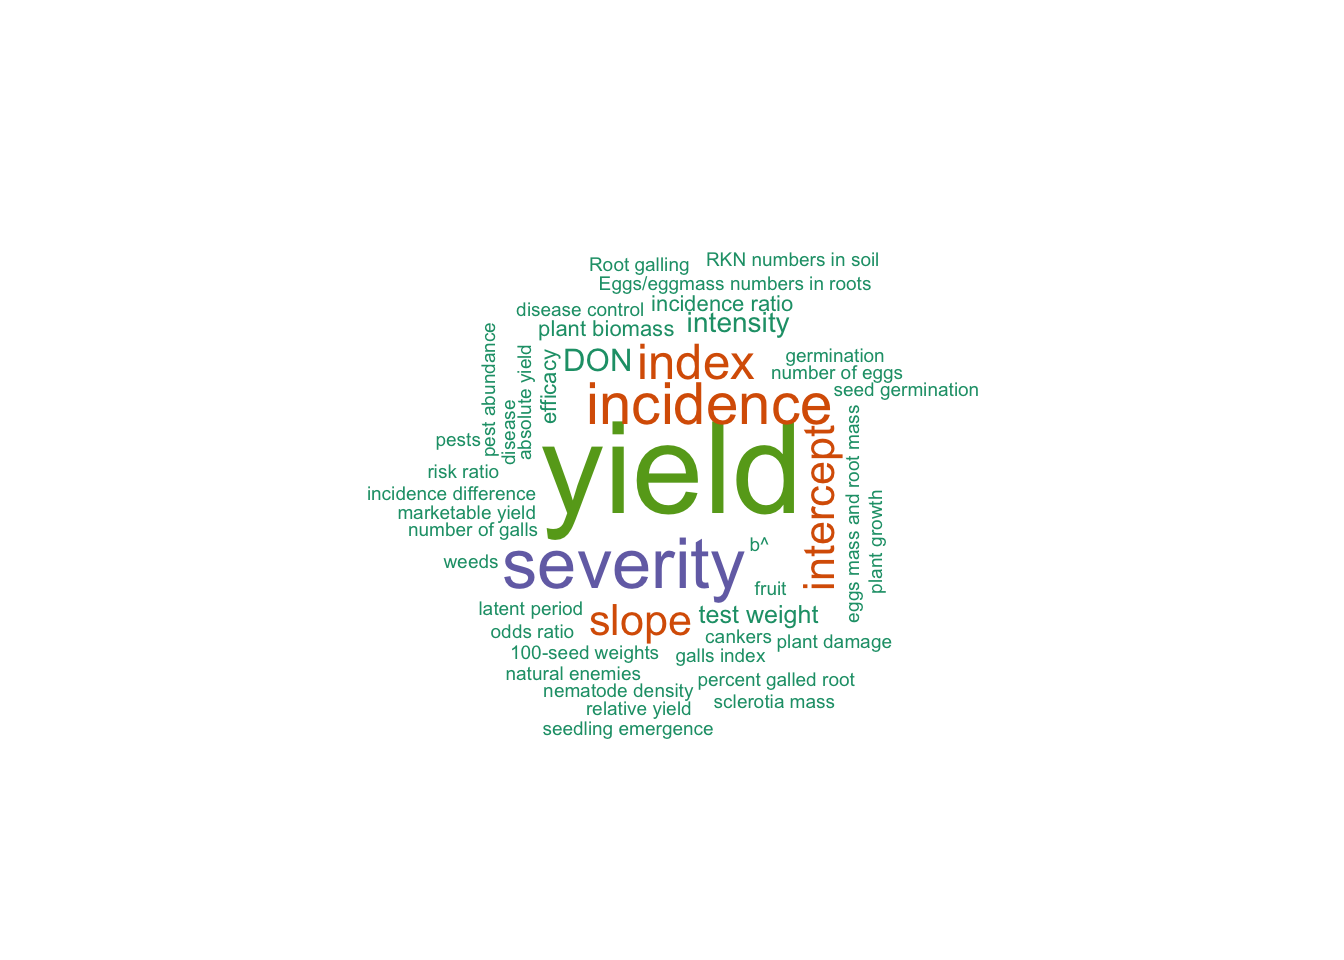 RKN numbers in soil
Root galling
Eggs/eggmass numbers in roots
incidence ratio
disease control
intensity
plant biomass
DON
index
germination
number of eggs
seed germination
pest abundance
disease
absolute yield
efficacy
incidence
yield
pests
risk ratio
incidence difference
marketable yield
number of galls
intercept
eggs mass and root mass
plant growth
weeds
severity
b^
fruit
latent period
slope
test weight
odds ratio
cankers
plant damage
100-seed weights
galls index
natural enemies
percent galled root
nematode density
sclerotia mass
relative yield
seedling emergence